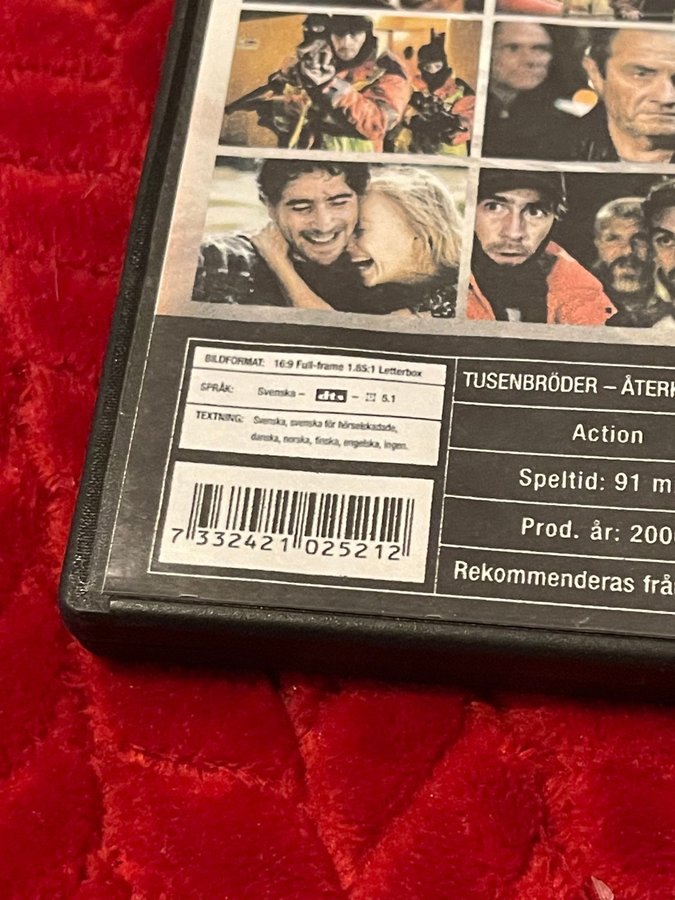 BILDFORMAT: 16:9 Full-frame 1.85:1 Letterbox
SPRÅK: Svenska – dts – 5.1
TEXTNING: Svenska, svenska för hörselskadade,
danska, norska, finska, engelska, ingen.
7 332421 025212
TUSENBRÖDER – ÅTERK
Action
Speltid: 91 m
Prod. år: 200
Rekommenderas frå